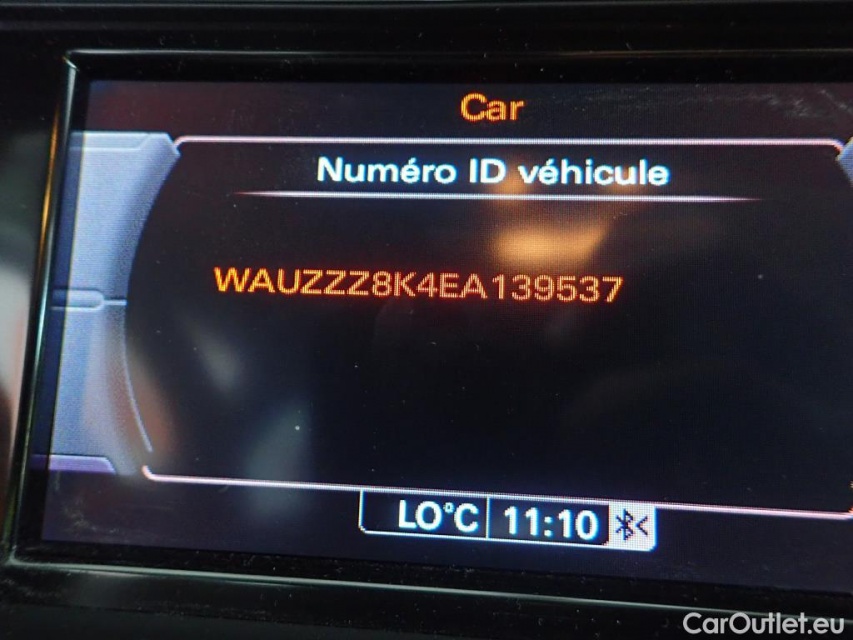 Car
Numéro ID véhicule
WAUZZZ8K4EA139537
LO°C 11:10
CarOutlet.eu